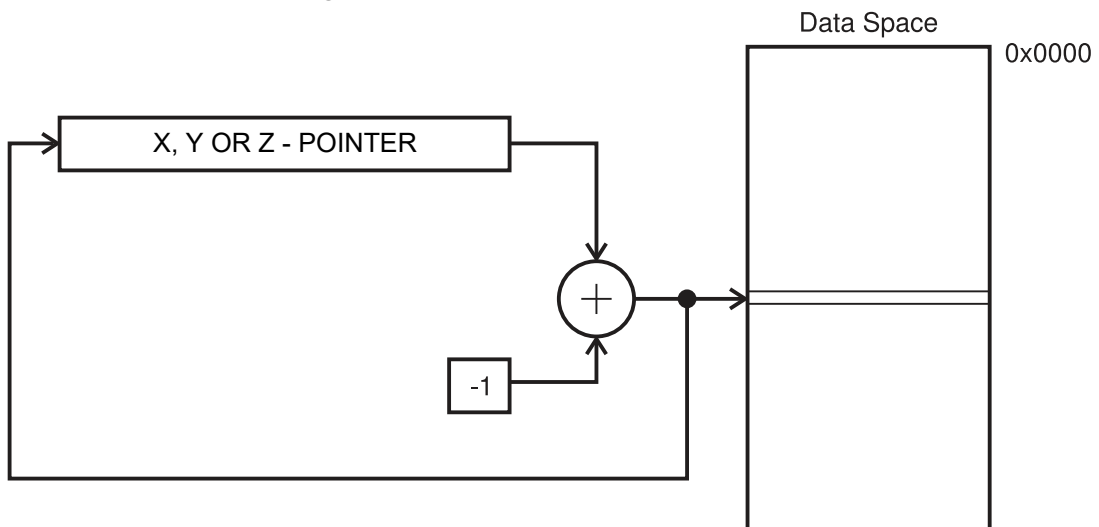 Data Space
0x0000
X, Y OR Z - POINTER
+
-1